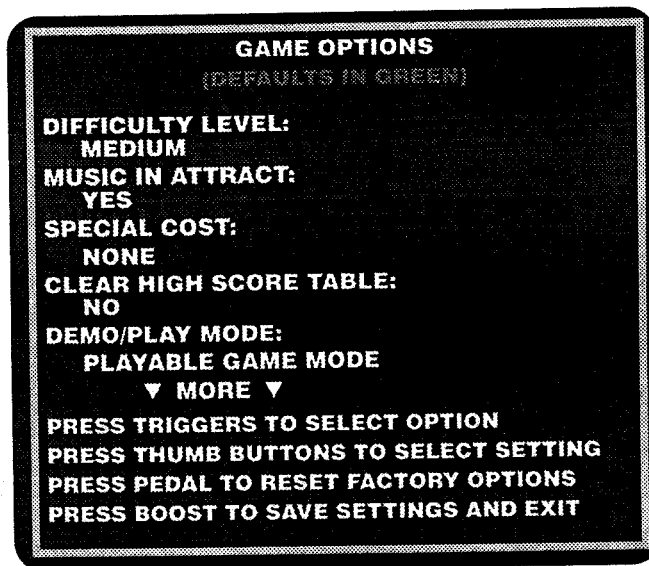 GAME OPTIONS
(DEFAULTS IN GREEN)
DIFFICULTY LEVEL:
MEDIUM
MUSIC IN ATTRACT:
YES
SPECIAL COST:
NONE
CLEAR HIGH SCORE TABLE:
NO
DEMO/PLAY MODE:
PLAYABLE GAME MODE
▼ MORE ▼
PRESS TRIGGERS TO SELECT OPTION
PRESS THUMB BUTTONS TO SELECT SETTING
PRESS PEDAL TO RESET FACTORY OPTIONS
PRESS BOOST TO SAVE SETTINGS AND EXIT